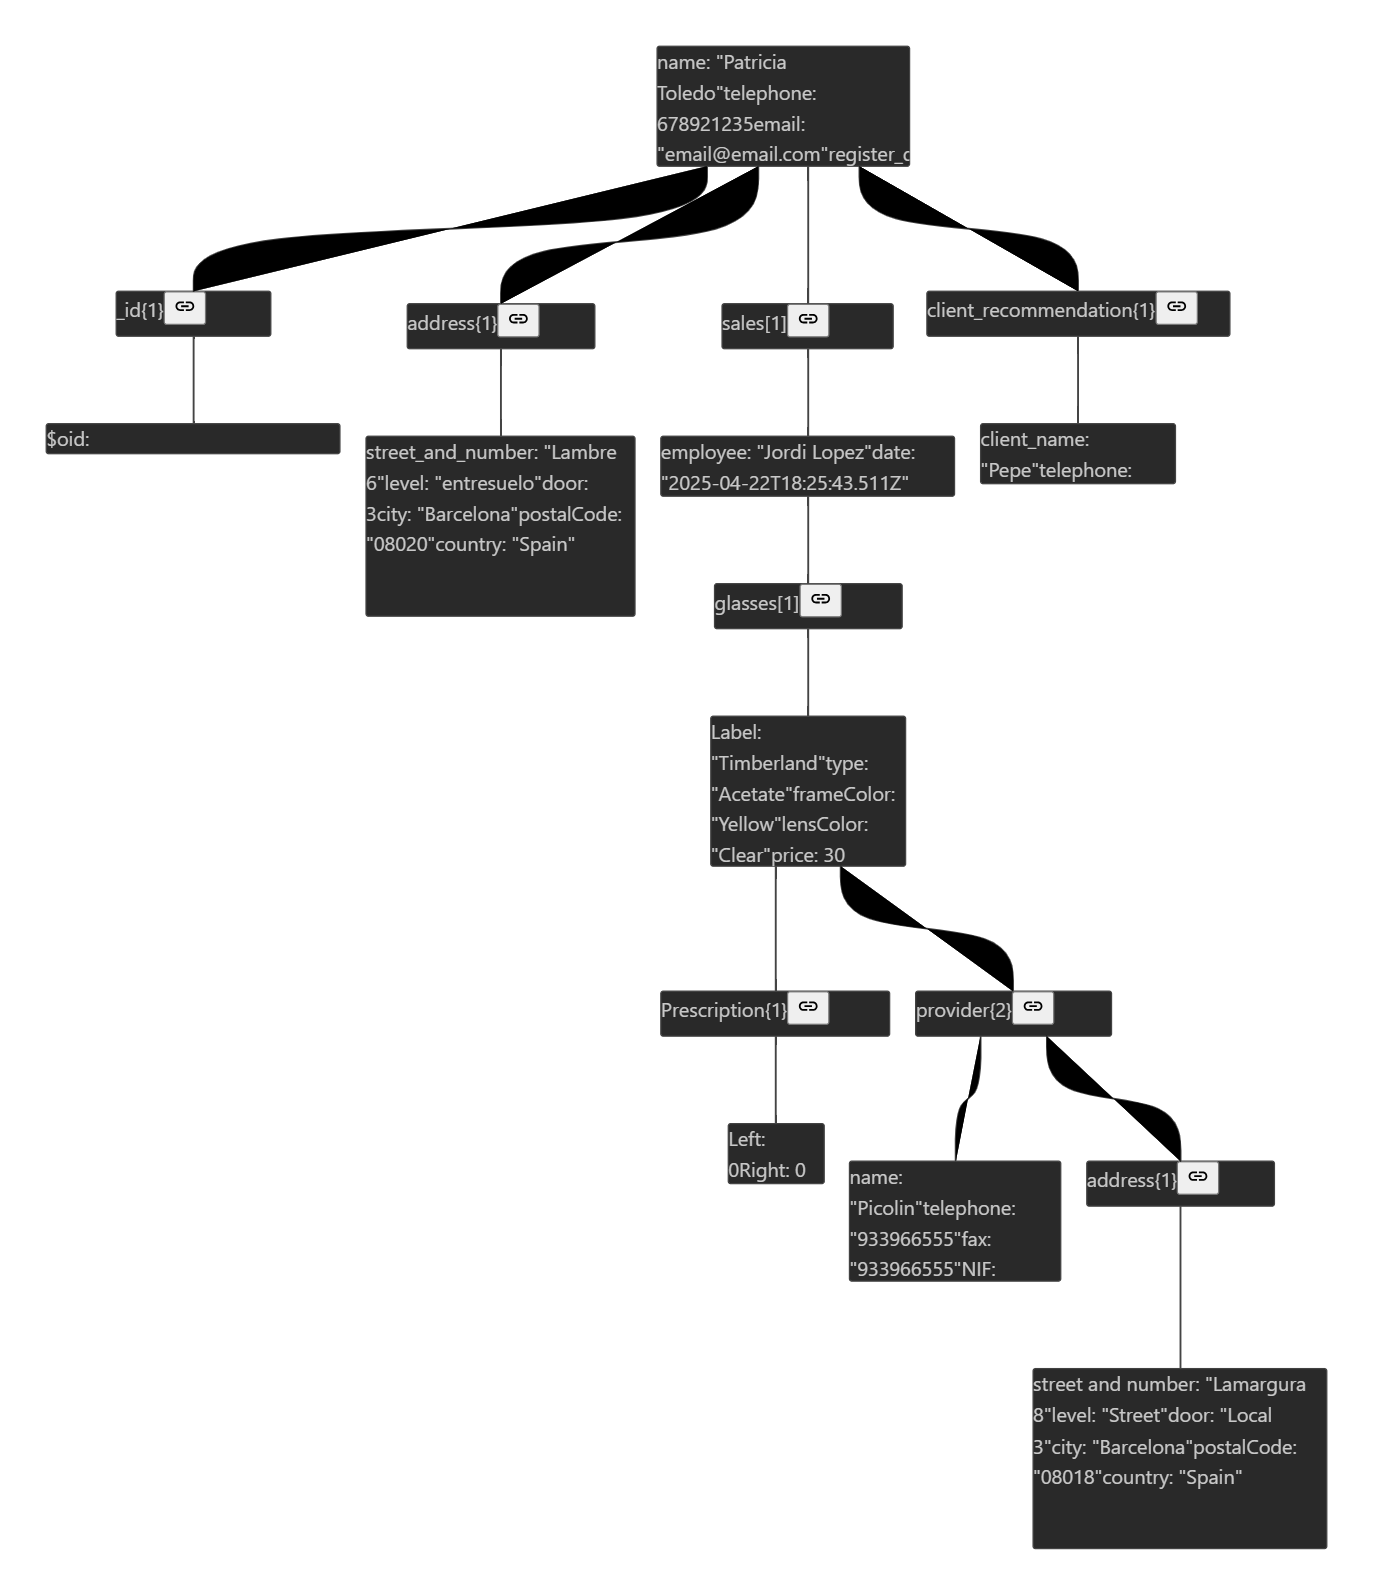 name: "Patricia
Toledo"telephone:
678921235email:
"email@email.com"register_
_id{1}
address{1}
sales[1]
client_recommendation{1}
$oid:
street_and_number: "Lambre
6"level: "entresuelo"door:
3city: "Barcelona"postalCode:
"08020"country: "Spain"
employee: "Jordi Lopez"date:
"2025-04-22T18:25:43.511Z"
client_name:
"Pepe"telephone:
glasses[1]
Label:
"Timberland"type:
"Acetate"frameColor:
"Yellow"lensColor:
"Clear"price: 30
Prescription{1}
provider{2}
Left:
0Right: 0
name:
"Picolin"telephone:
"933966555"fax:
"933966555"NIF:
address{1}
street and number: "Lamargura
8"level: "Street"door: "Local
3"city: "Barcelona"postalCode:
"08018"country: "Spain"